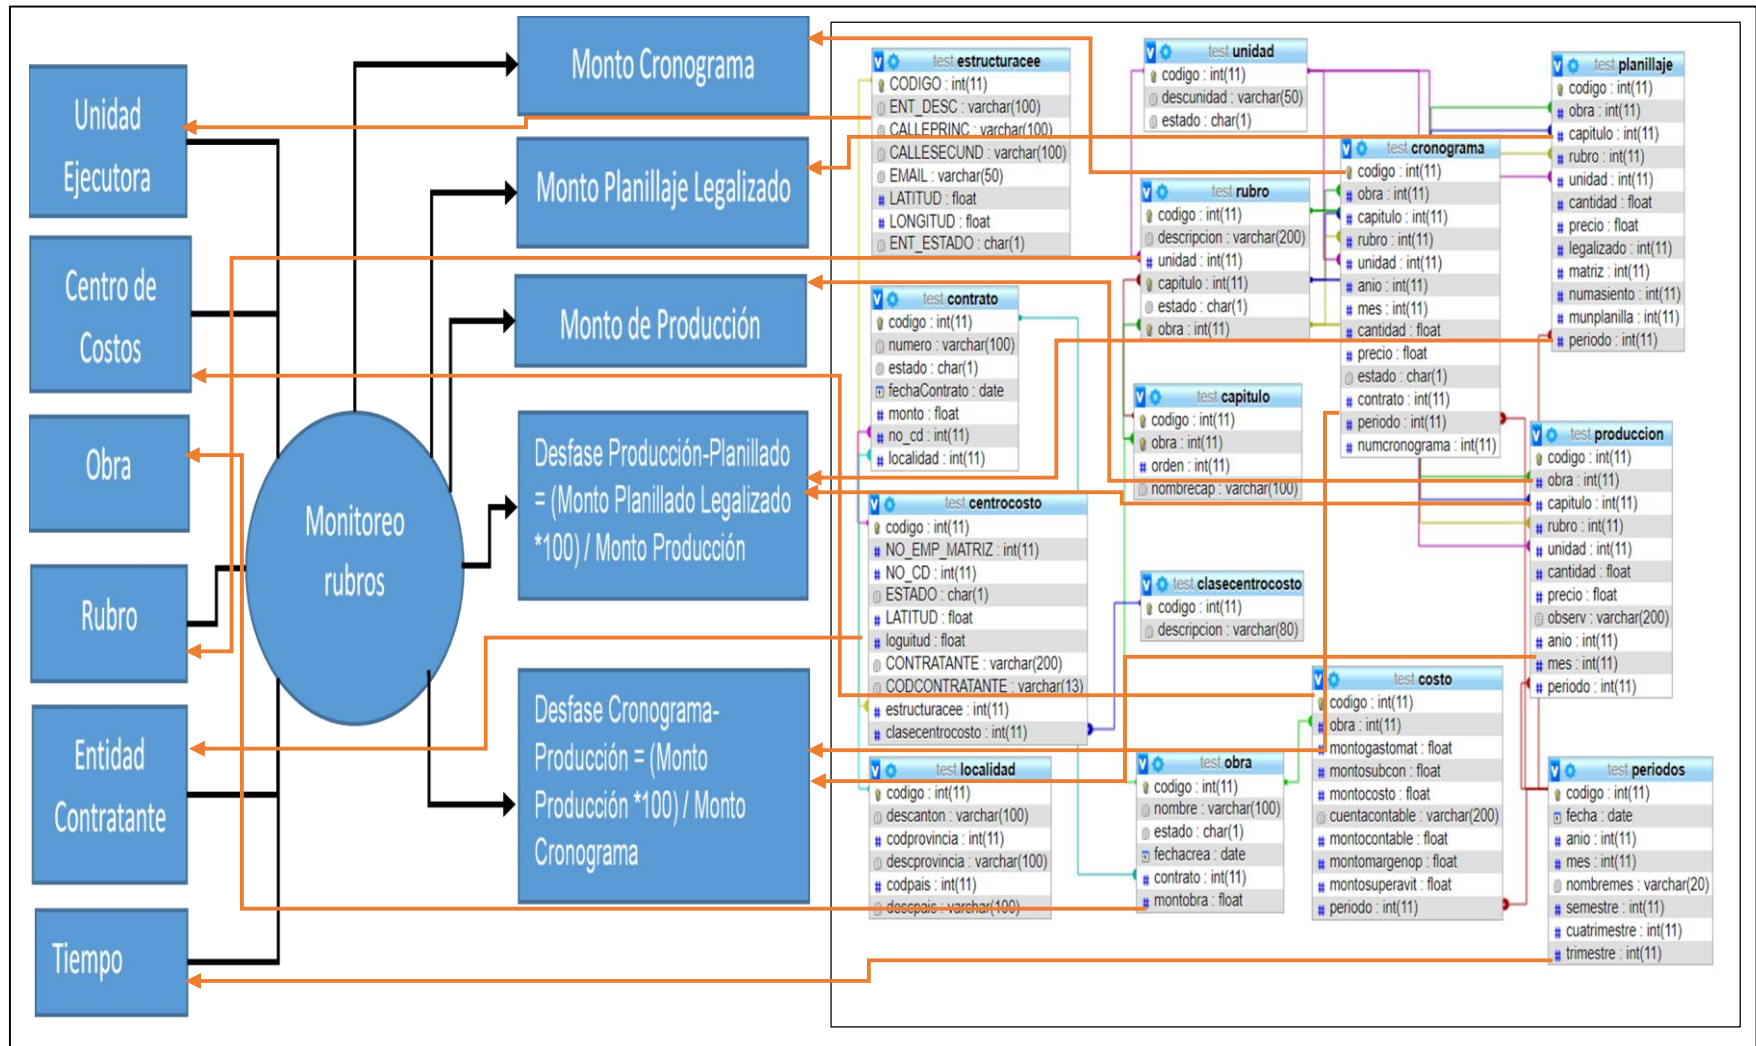 Unidad
Ejecutora
Centro de
Costos
Obra
Rubro
Entidad
Contratante
Tiempo
Monitoreo
rubros
Monto Cronograma
Monto Planillaje Legalizado
Monto de Producción
Desfase Producción-Planillado
= (Monto Planillado Legalizado
*100) / Monto Producción
Desfase Cronograma-
Producción = (Monto
Producción *100) / Monto
Cronograma
test estructuracee
CODIGO : int(11)
ENT_DESC : varchar(100)
CALLEPRINC : varchar(100)
CALLESECUND : varchar(100)
EMAIL : varchar(50)
LATITUD : float
LONGITUD : float
ENT_ESTADO : char(1)
test contrato
codigo : int(11)
numero : varchar(100)
estado : char(1)
fechaContrato : date
monto : float
no_cd : int(11)
localidad : int(11)
test centrocosto
codigo : int(11)
NO_EMP_MATRIZ : int(11)
NO_CD : int(11)
ESTADO : char(1)
LATITUD : float
loguitud : float
CONTRATANTE : varchar(200)
CODCONTRATANTE : varchar(13)
estructuracee : int(11)
clasecentrocosto : int(11)
test localidad
codigo : int(11)
descanton : varchar(100)
codprovincia : int(11)
descprovincia : varchar(100)
codpais : int(11)
descpais : varchar(100)
test unidad
codigo : int(11)
descunidad : varchar(50)
estado : char(1)
test rubro
codigo : int(11)
descripcion : varchar(200)
unidad : int(11)
capitulo : int(11)
estado : char(1)
obra : int(11)
test capitulo
codigo : int(11)
obra : int(11)
orden : int(11)
nombrecap : varchar(100)
test clasecentrocosto
codigo : int(11)
descripcion : varchar(80)
test obra
codigo : int(11)
nombre : varchar(100)
estado : char(1)
fechacrea : date
contrato : int(11)
montobra : float
test cronograma
codigo : int(11)
obra : int(11)
capitulo : int(11)
rubro : int(11)
unidad : int(11)
anio : int(11)
mes : int(11)
cantidad : float
precio : float
estado : char(1)
contrato : int(11)
periodo : int(11)
numcronograma : int(11)
test costo
codigo : int(11)
obra : int(11)
montogastomat : float
montosubcon : float
montocosto : float
cuentacontable : varchar(200)
montocontable : float
montomargenop : float
montosuperavit : float
periodo : int(11)
test planillaje
codigo : int(11)
obra : int(11)
capitulo : int(11)
rubro : int(11)
unidad : int(11)
cantidad : float
precio : float
legalizado : int(11)
matriz : int(11)
numasiento : int(11)
munplanilla : int(11)
periodo : int(11)
test produccion
codigo : int(11)
obra : int(11)
capitulo : int(11)
rubro : int(11)
unidad : int(11)
cantidad : float
precio : float
observ : varchar(200)
anio : int(11)
mes : int(11)
periodo : int(11)
test periodos
codigo : int(11)
fecha : date
anio : int(11)
mes : int(11)
nombremes : varchar(20)
semestre : int(11)
cuatrimestre : int(11)
trimestre : int(11)